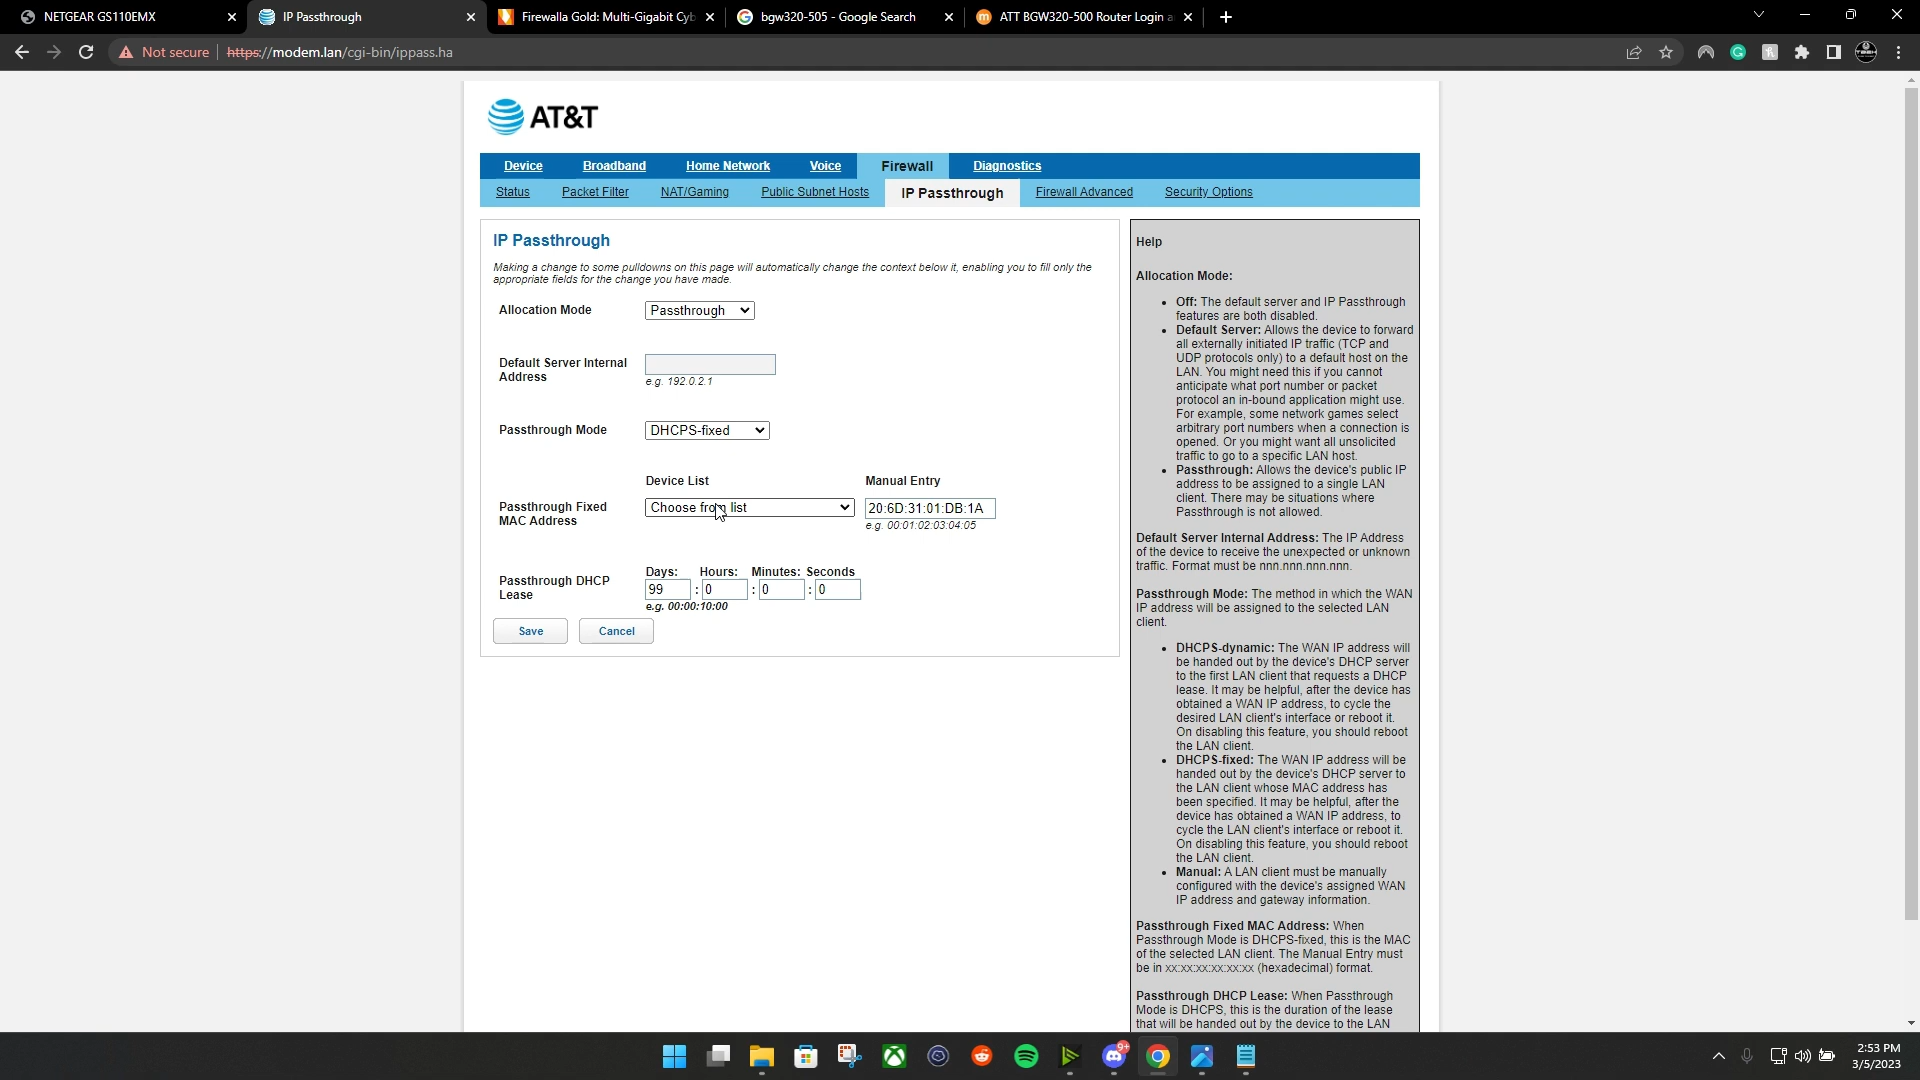 NETGEAR GS110EMX
IP Passthrough
Firewalla Gold: Multi-Gigabit Cyb
bgw320-505 - Google Search
ATT BGW320-500 Router Login a
Not secure
https://modem.lan/cgi-bin/ippass.ha
AT&T
Device Broadband Home Network Voice Firewall Diagnostics
Status Packet Filter NAT/Gaming Public Subnet Hosts IP Passthrough Firewall Advanced Security Options
IP Passthrough
Making a change to some pulldowns on this page will automatically change the context below it, enabling you to fill only the
appropriate fields for the change you have made.
Allocation Mode Passthrough
Default Server Internal
Address
e.g. 192.0.2.1
Passthrough Mode DHCPS-fixed
Device List Manual Entry
Passthrough Fixed
MAC Address
Choose from list 20:6D:31:01:DB:1A
e.g. 00:01:02:03:04:05
Days: Hours: Minutes: Seconds
Passthrough DHCP
Lease
99 : 0 : 0 : 0
e.g. 00:00:10:00
Save Cancel
Help
Allocation Mode:
• Off: The default server and IP Passthrough
features are both disabled.
• Default Server: Allows the device to forward
all externally initiated IP traffic (TCP and
UDP protocols only) to a default host on the
LAN. You might need this if you cannot
anticipate what port number or packet
protocol an in-bound application might use.
For example, some network games select
arbitrary port numbers when a connection is
opened. Or you might want all unsolicited
traffic to go to a specific LAN host.
• Passthrough: Allows the device's public IP
address to be assigned to a single LAN
client. There may be situations where
Passthrough is not allowed.
Default Server Internal Address: The IP Address
of the device to receive the unexpected or unknown
traffic. Format must be nnn.nnn.nnn.nnn.
Passthrough Mode: The method in which the WAN
IP address will be assigned to the selected LAN
client.
• DHCPS-dynamic: The WAN IP address will
be handed out by the device's DHCP server
to the first LAN client that requests a DHCP
lease. It may be helpful, after the device has
obtained a WAN IP address, to cycle the
desired LAN client's interface or reboot it.
On disabling this feature, you should reboot
the LAN client.
• DHCPS-fixed: The WAN IP address will be
handed out by the device's DHCP server to
the LAN client whose MAC address has
been specified. It may be helpful, after the
device has obtained a WAN IP address, to
cycle the LAN client's interface or reboot it.
On disabling this feature, you should reboot
the LAN client.
• Manual: A LAN client must be manually
configured with the device's assigned WAN
IP address and gateway information.
Passthrough Fixed MAC Address: When
Passthrough Mode is DHCPS-fixed, this is the MAC
of the selected LAN client. The Manual Entry must
be in xx:xx:xx:xx:xx:xx (hexadecimal) format.
Passthrough DHCP Lease: When Passthrough
Mode is DHCPS, this is the duration of the lease
that will be handed out by the device to the LAN
9+
2:53 PM
3/5/2023